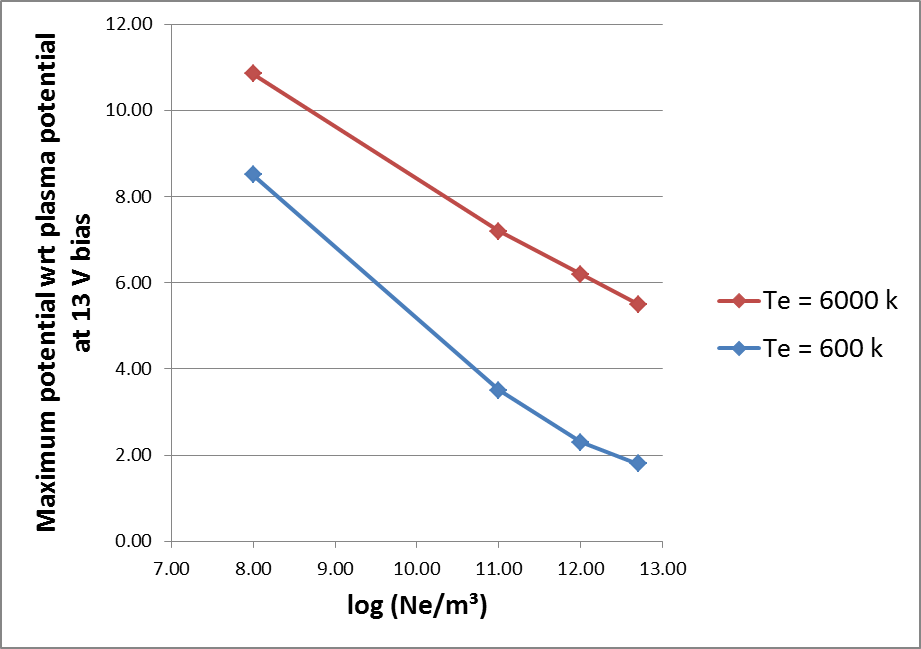 Maximum potential wrt plasma potential
at 13 V bias
12.00
10.00
8.00
6.00
4.00
2.00
0.00
7.00 8.00 9.00 10.00 11.00 12.00 13.00
log (Ne/m³)
Te = 6000 k
Te = 600 k